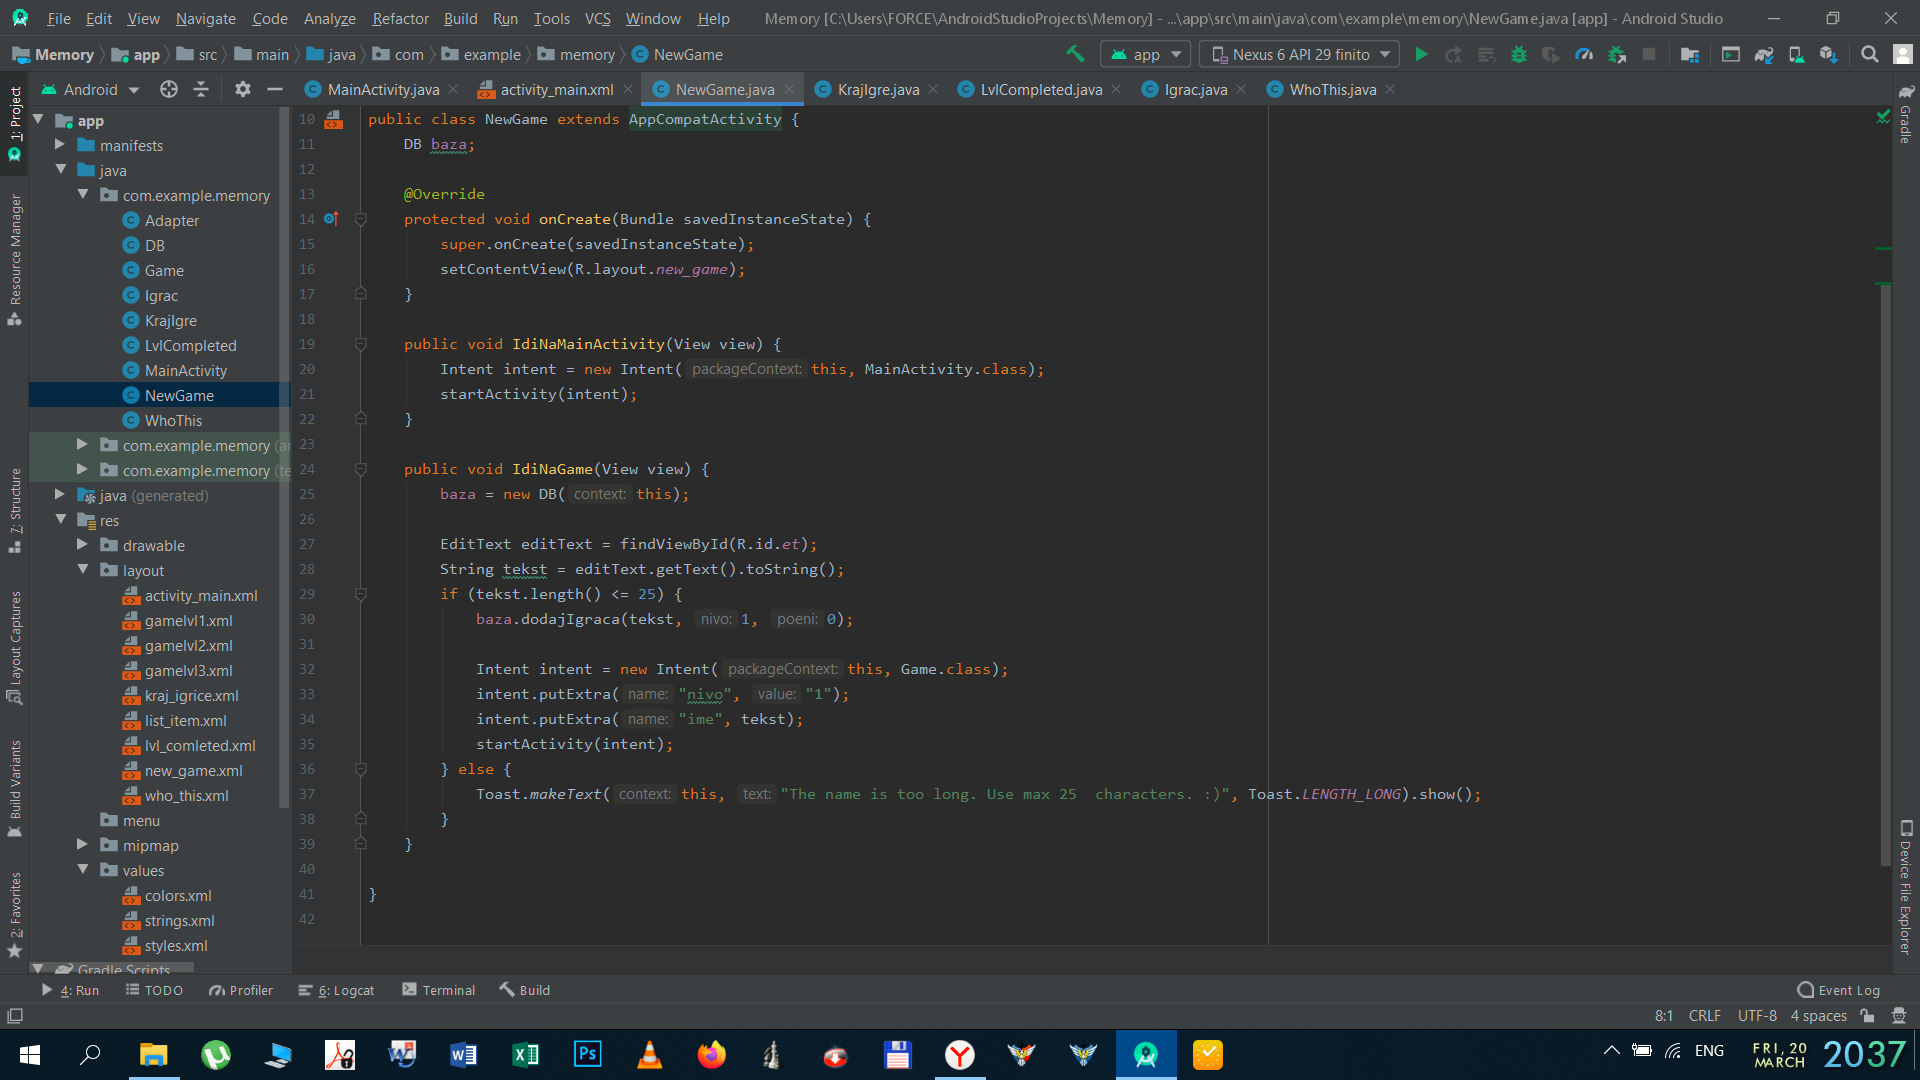 File Edit View Navigate Code Analyze Refactor Build Run Tools VCS Window Help Memory [C:\Users\FORCE\AndroidStudioProjects\Memory] - ...\app\src\main\java\com\example\memory\NewGame.java [app] - Android Studio
Memory app src main java com example memory NewGame app Nexus 6 API 29 finito
Android MainActivity.java activity_main.xml NewGame.java KrajIgre.java LvlCompleted.java Igrac.java WhoThis.java
1: Project
Resource Manager
7: Structure
Layout Captures
Build Variants
2: Favorites
app
manifests
java
com.example.memory
Adapter
DB
Game
Igrac
KrajIgre
LvlCompleted
MainActivity
NewGame
WhoThis
com.example.memory (a
com.example.memory (te
java (generated)
res
drawable
layout
activity_main.xml
gamelvl1.xml
gamelvl2.xml
gamelvl3.xml
kraj_igrice.xml
list_item.xml
lvl_comleted.xml
new_game.xml
who_this.xml
menu
mipmap
values
colors.xml
strings.xml
styles.xml
Gradle Scripts
10 public class NewGame extends AppCompatActivity {
11 DB baza;
12
13 @Override
14 protected void onCreate(Bundle savedInstanceState) {
15 super.onCreate(savedInstanceState);
16 setContentView(R.layout.new_game);
17 }
18
19 public void IdiNaMainActivity(View view) {
20 Intent intent = new Intent( packageContext: this, MainActivity.class);
21 startActivity(intent);
22 }
23
24 public void IdiNaGame(View view) {
25 baza = new DB( context: this);
26
27 EditText editText = findViewById(R.id.et);
28 String tekst = editText.getText().toString();
29 if (tekst.length() <= 25) {
30 baza.dodajIgraca(tekst, nivo: 1, poeni: 0);
31
32 Intent intent = new Intent( packageContext: this, Game.class);
33 intent.putExtra( name: "nivo", value: "1");
34 intent.putExtra( name: "ime", tekst);
35 startActivity(intent);
36 } else {
37 Toast.makeText( context: this, text: "The name is too long. Use max 25  characters. :)", Toast.LENGTH_LONG).show();
38 }
39 }
40
41 }
42
Gradle
Device File Explorer
4: Run TODO Profiler 6: Logcat Terminal Build Event Log
8:1 CRLF UTF-8 4 spaces
ENG FRI, 20 MARCH 2037